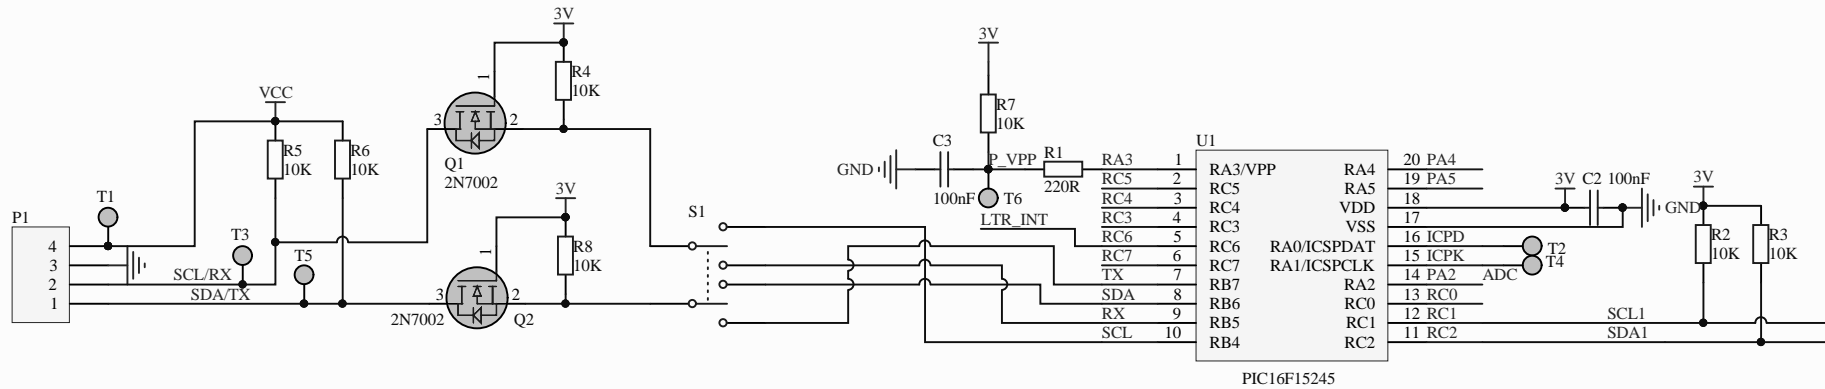 3V
R4
10K
1
3
2
Q1
2N7002
VCC
R5
10K
R6
10K
T1
P1
4
3
2
1
T3
T5
SCL/RX
SDA/TX
3V
R8
10K
1
3
2
2N7002
Q2
S1
3V
R7
10K
C3
GND
100nF
P_VPP
R1
220R
T6
LTR_INT
U1
RA3 1 RA3/VPP RA4 20 PA4
RC5 2 RC5 RA5 19 PA5
RC4 3 RC4 VDD 18
RC3 4 RC3 VSS 17
RC6 5 RC6 RA0/ICSPDAT 16 ICPD
RC7 6 RC7 RA1/ICSPCLK 15 ICPK
TX 7 RB7 RA2 14 PA2
SDA 8 RB6 RC0 13 RC0
RX 9 RB5 RC1 12 RC1
SCL 10 RB4 RC2 11 RC2
PIC16F15245
3V
C2 100nF
GND
3V
T2
T4
ADC
R2
10K
R3
10K
SCL1
SDA1